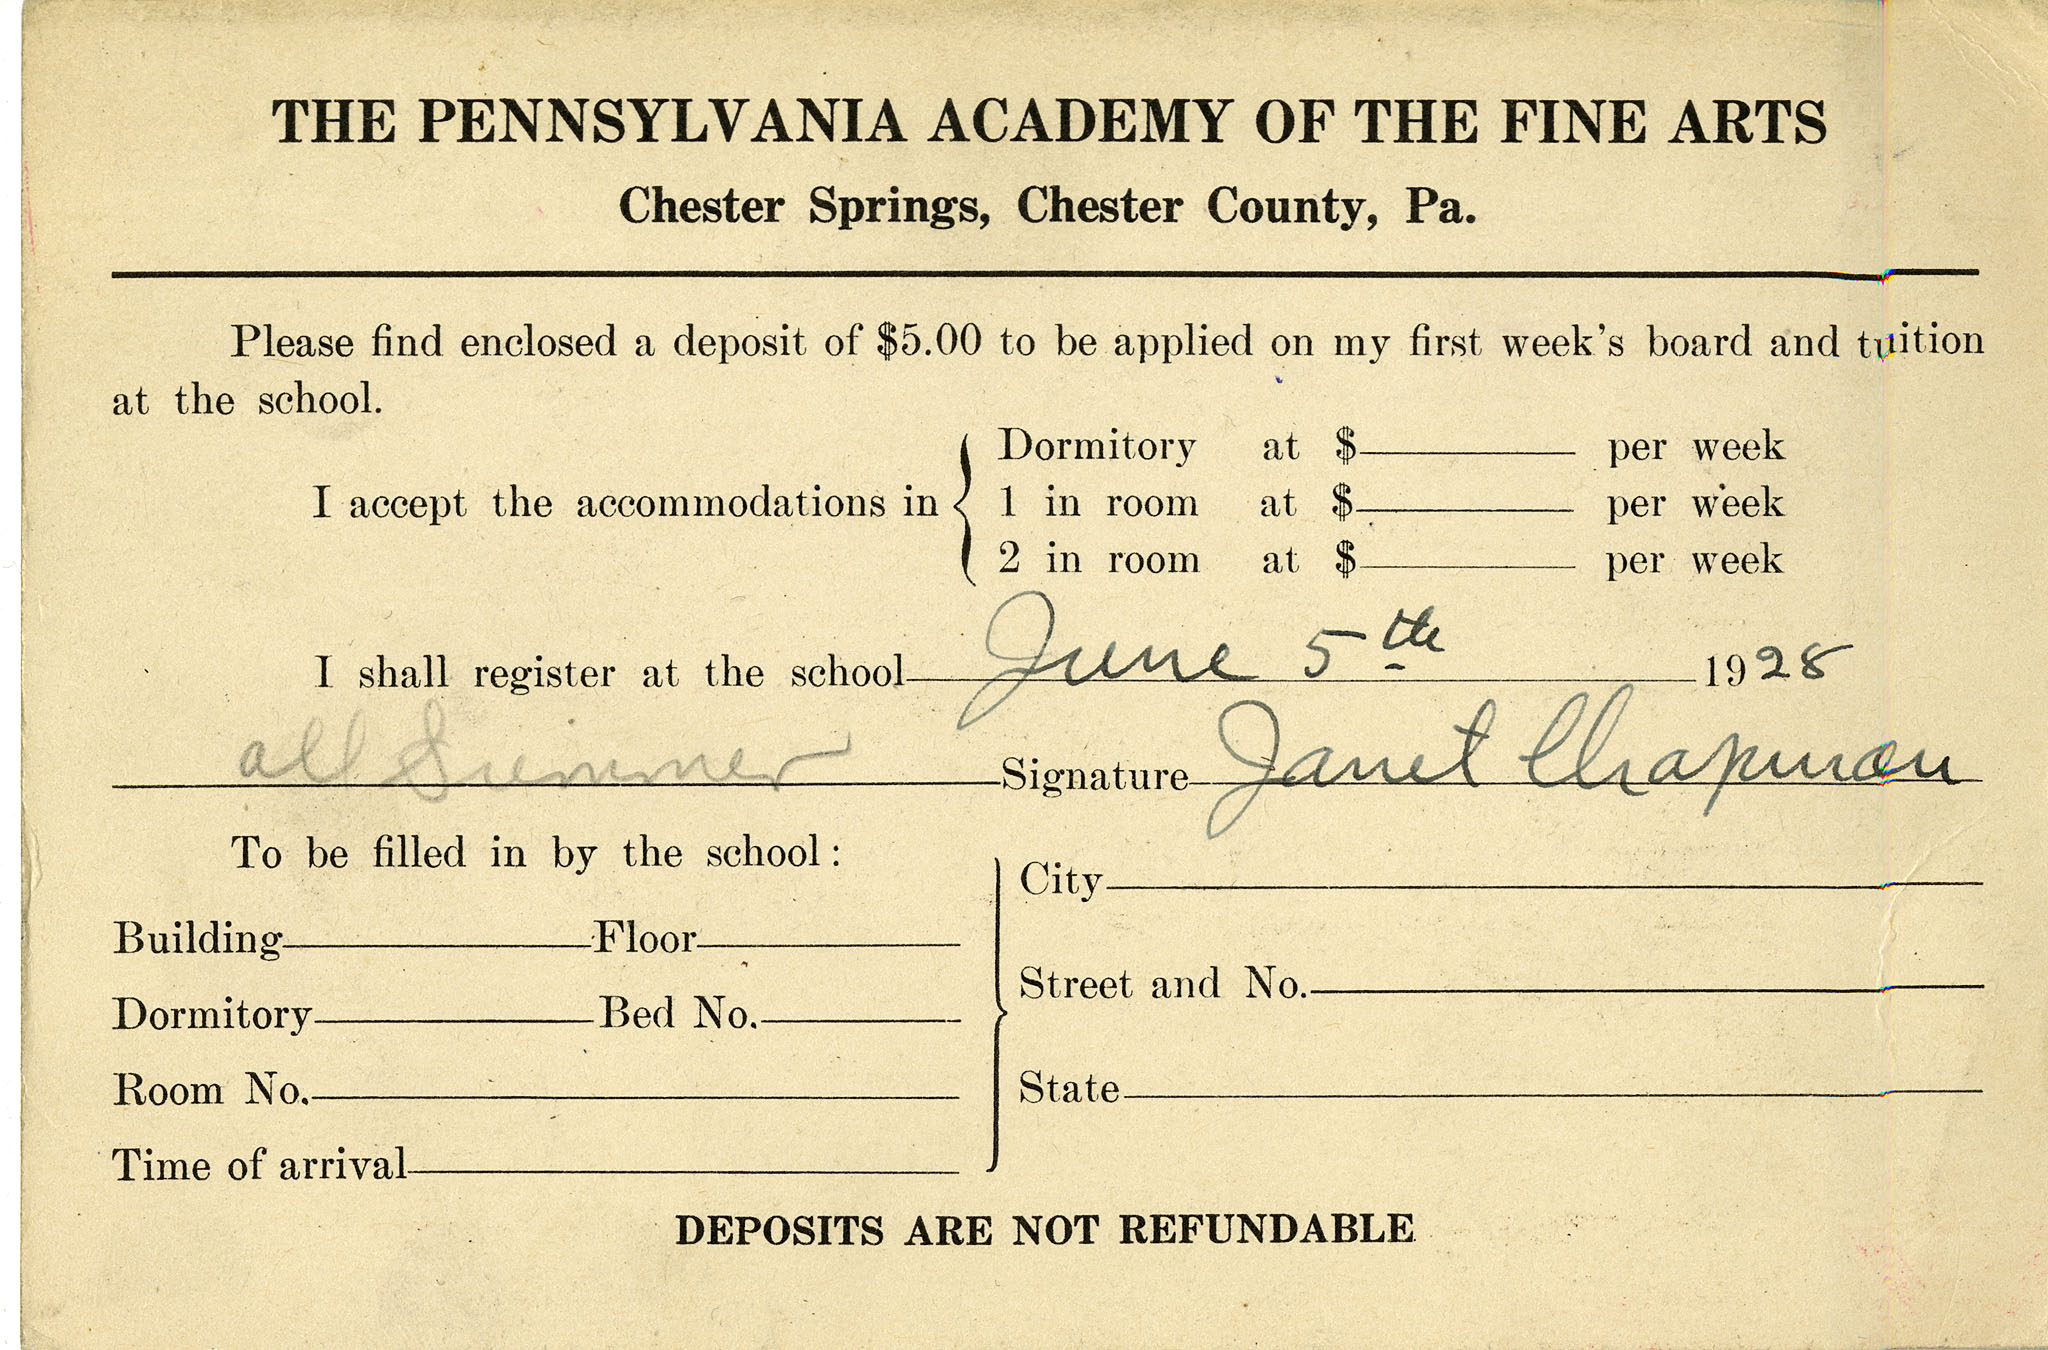 THE PENNSYLVANIA ACADEMY OF THE FINE ARTS
Chester Springs, Chester County, Pa.
Please find enclosed a deposit of $5.00 to be applied on my first week's board and tuition
at the school.
I accept the accommodations in
Dormitory at $ per week
1 in room at $ per week
2 in room at $ per week
I shall register at the school June 5th 1928
all Summer Signature Janet Chapman
To be filled in by the school:
Building Floor
Dormitory Bed No.
Room No.
Time of arrival
City
Street and No.
State
DEPOSITS ARE NOT REFUNDABLE